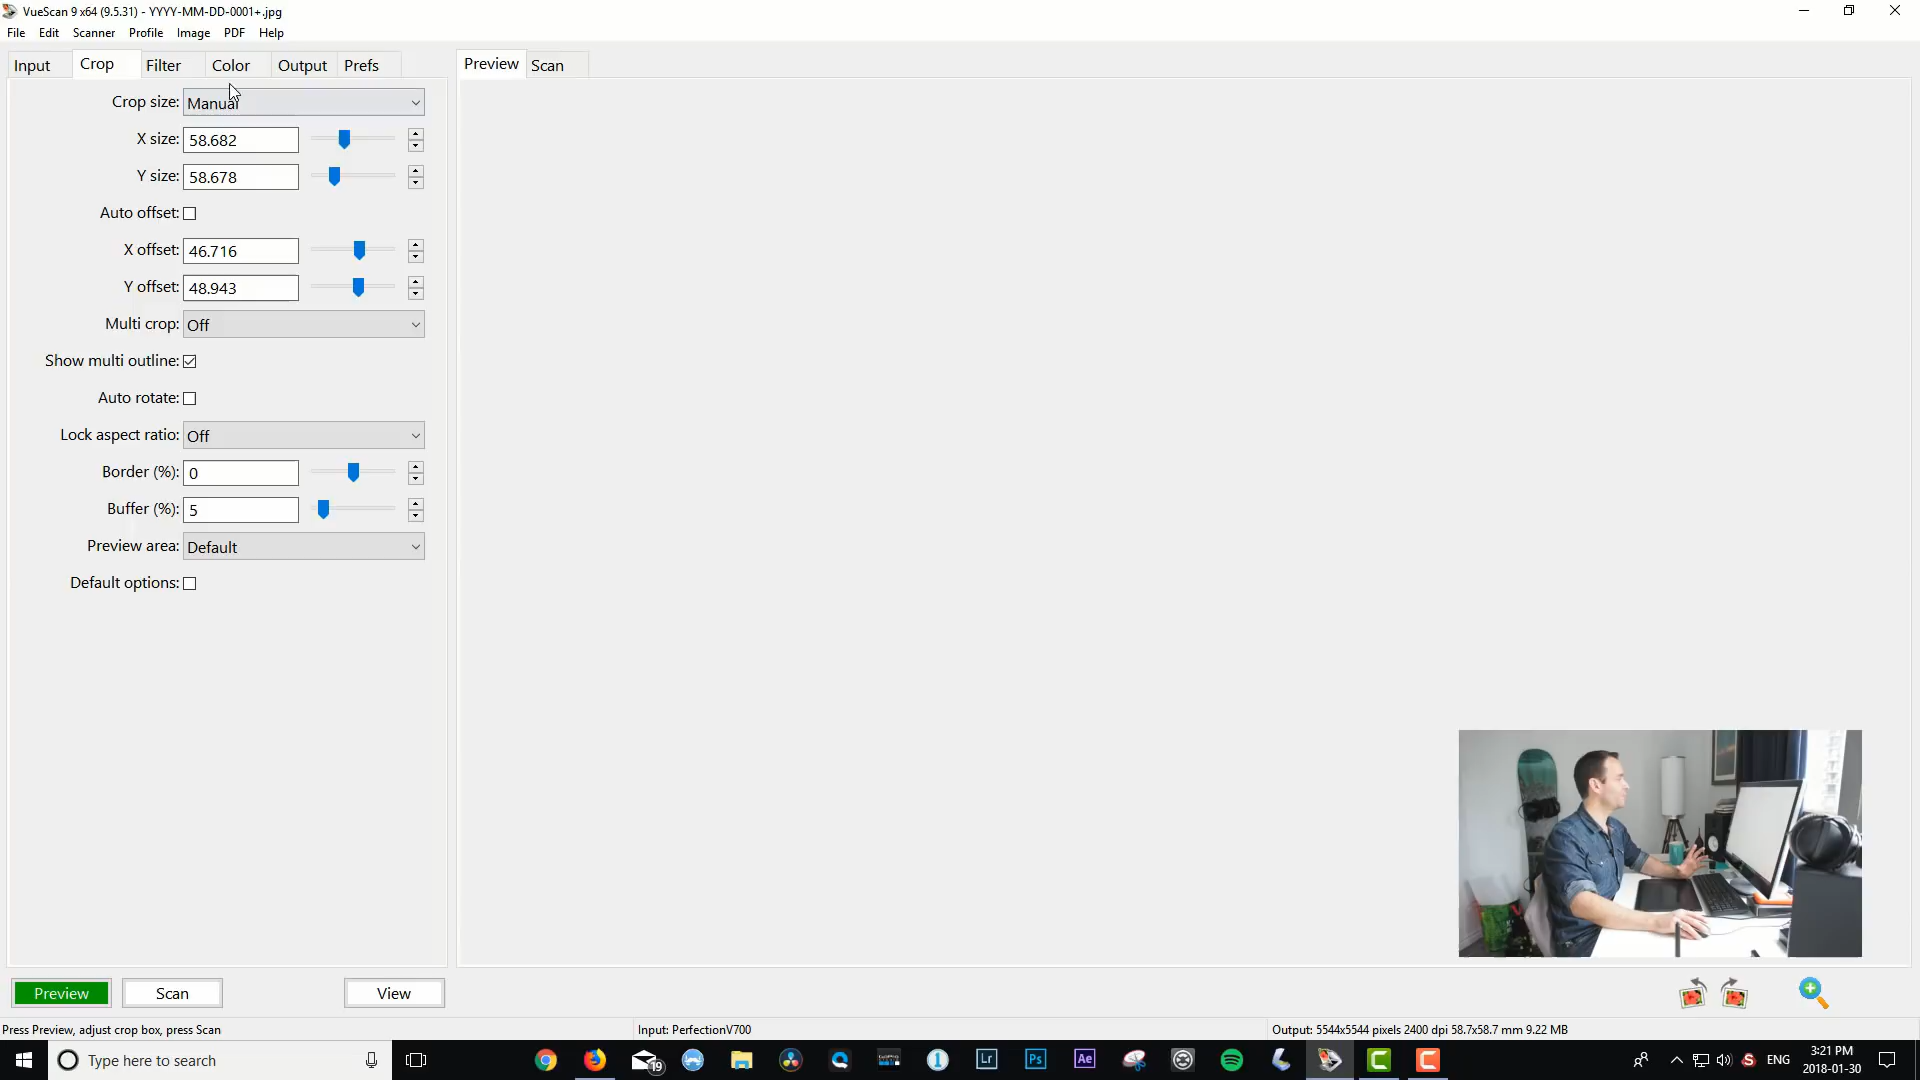 VueScan 9 x64 (9.5.31) - YYYY-MM-DD-0001+.jpg
File Edit Scanner Profile Image PDF Help
Input Crop Filter Color Output Prefs Preview Scan
Crop size: Manual
X size: 58.682
Y size: 58.678
Auto offset:
X offset: 46.716
Y offset: 48.943
Multi crop: Off
Show multi outline:
Auto rotate:
Lock aspect ratio: Off
Border (%): 0
Buffer (%): 5
Preview area: Default
Default options:
Preview Scan View
Press Preview, adjust crop box, press Scan Input: PerfectionV700 Output: 5544x5544 pixels 2400 dpi 58.7x58.7 mm 9.22 MB
Type here to search 19 Lr Ps Ae ENG 3:21 PM
2018-01-30